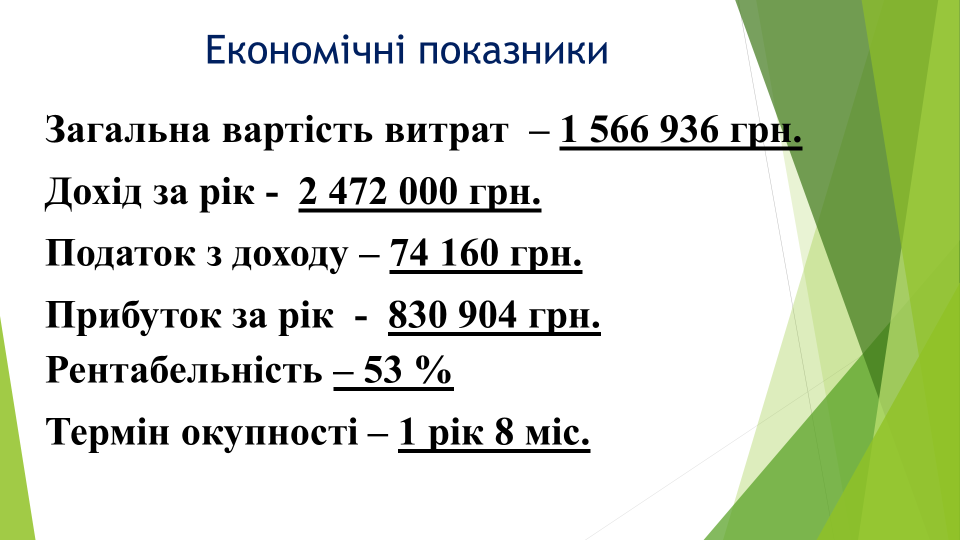 Економічні показники
Загальна вартість витрат – 1 566 936 грн.
Дохід за рік - 2 472 000 грн.
Податок з доходу – 74 160 грн.
Прибуток за рік - 830 904 грн.
Рентабельність – 53 %
Термін окупності – 1 рік 8 міс.